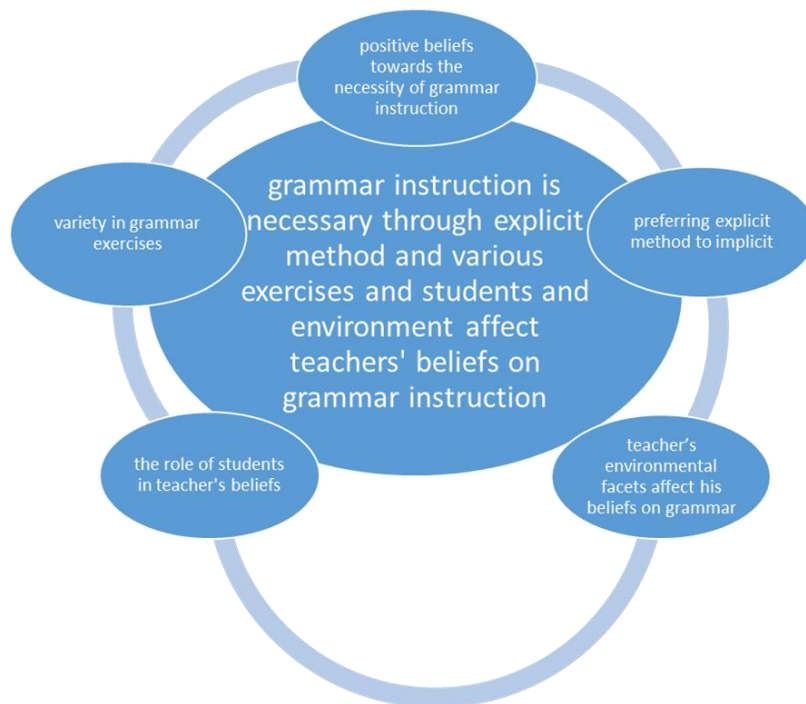 positive beliefs
towards the
necessity of grammar
instruction
grammar instruction is
necessary through explicit
method and various
exercises and students and
environment affect
teachers' beliefs on
grammar instruction
variety in grammar
exercises
preferring explicit
method to implicit
the role of students
in teacher's beliefs
teacher’s
environmental
facets affect his
beliefs on grammar